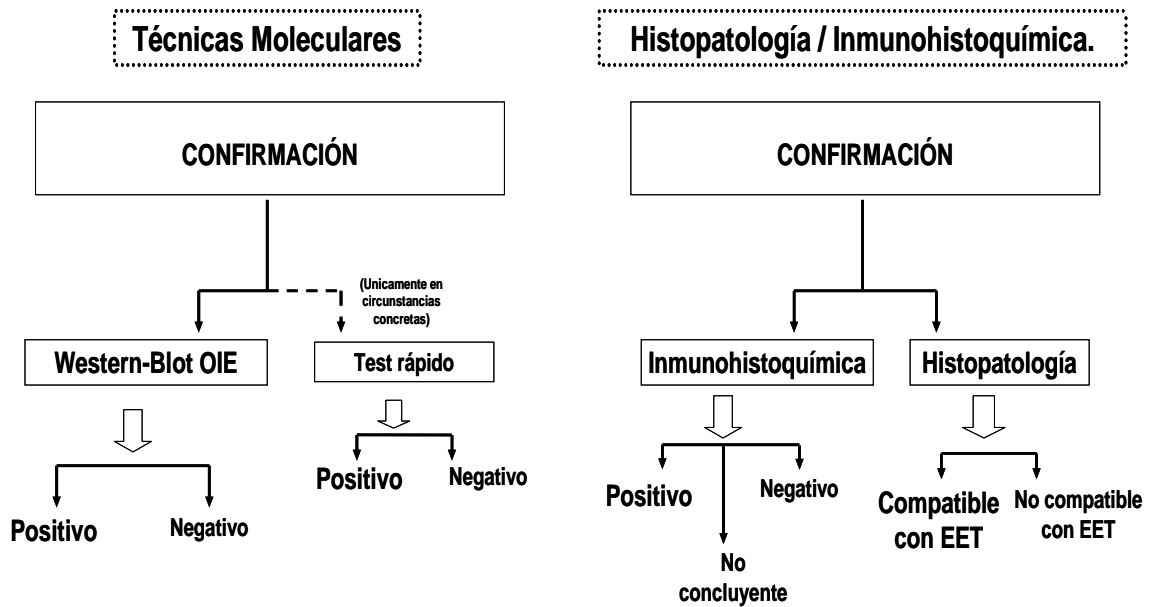 Técnicas Moleculares
CONFIRMACIÓN
(Unicamente en
circunstancias
concretas)
Western-Blot OIE
Test rápido
Positivo
Negativo
Positivo
Negativo
Histopatología / Inmunohistoquímica.
CONFIRMACIÓN
Inmunohistoquímica
Histopatología
Positivo
Negativo
No
concluyente
Compatible
con EET
No compatible
con EET